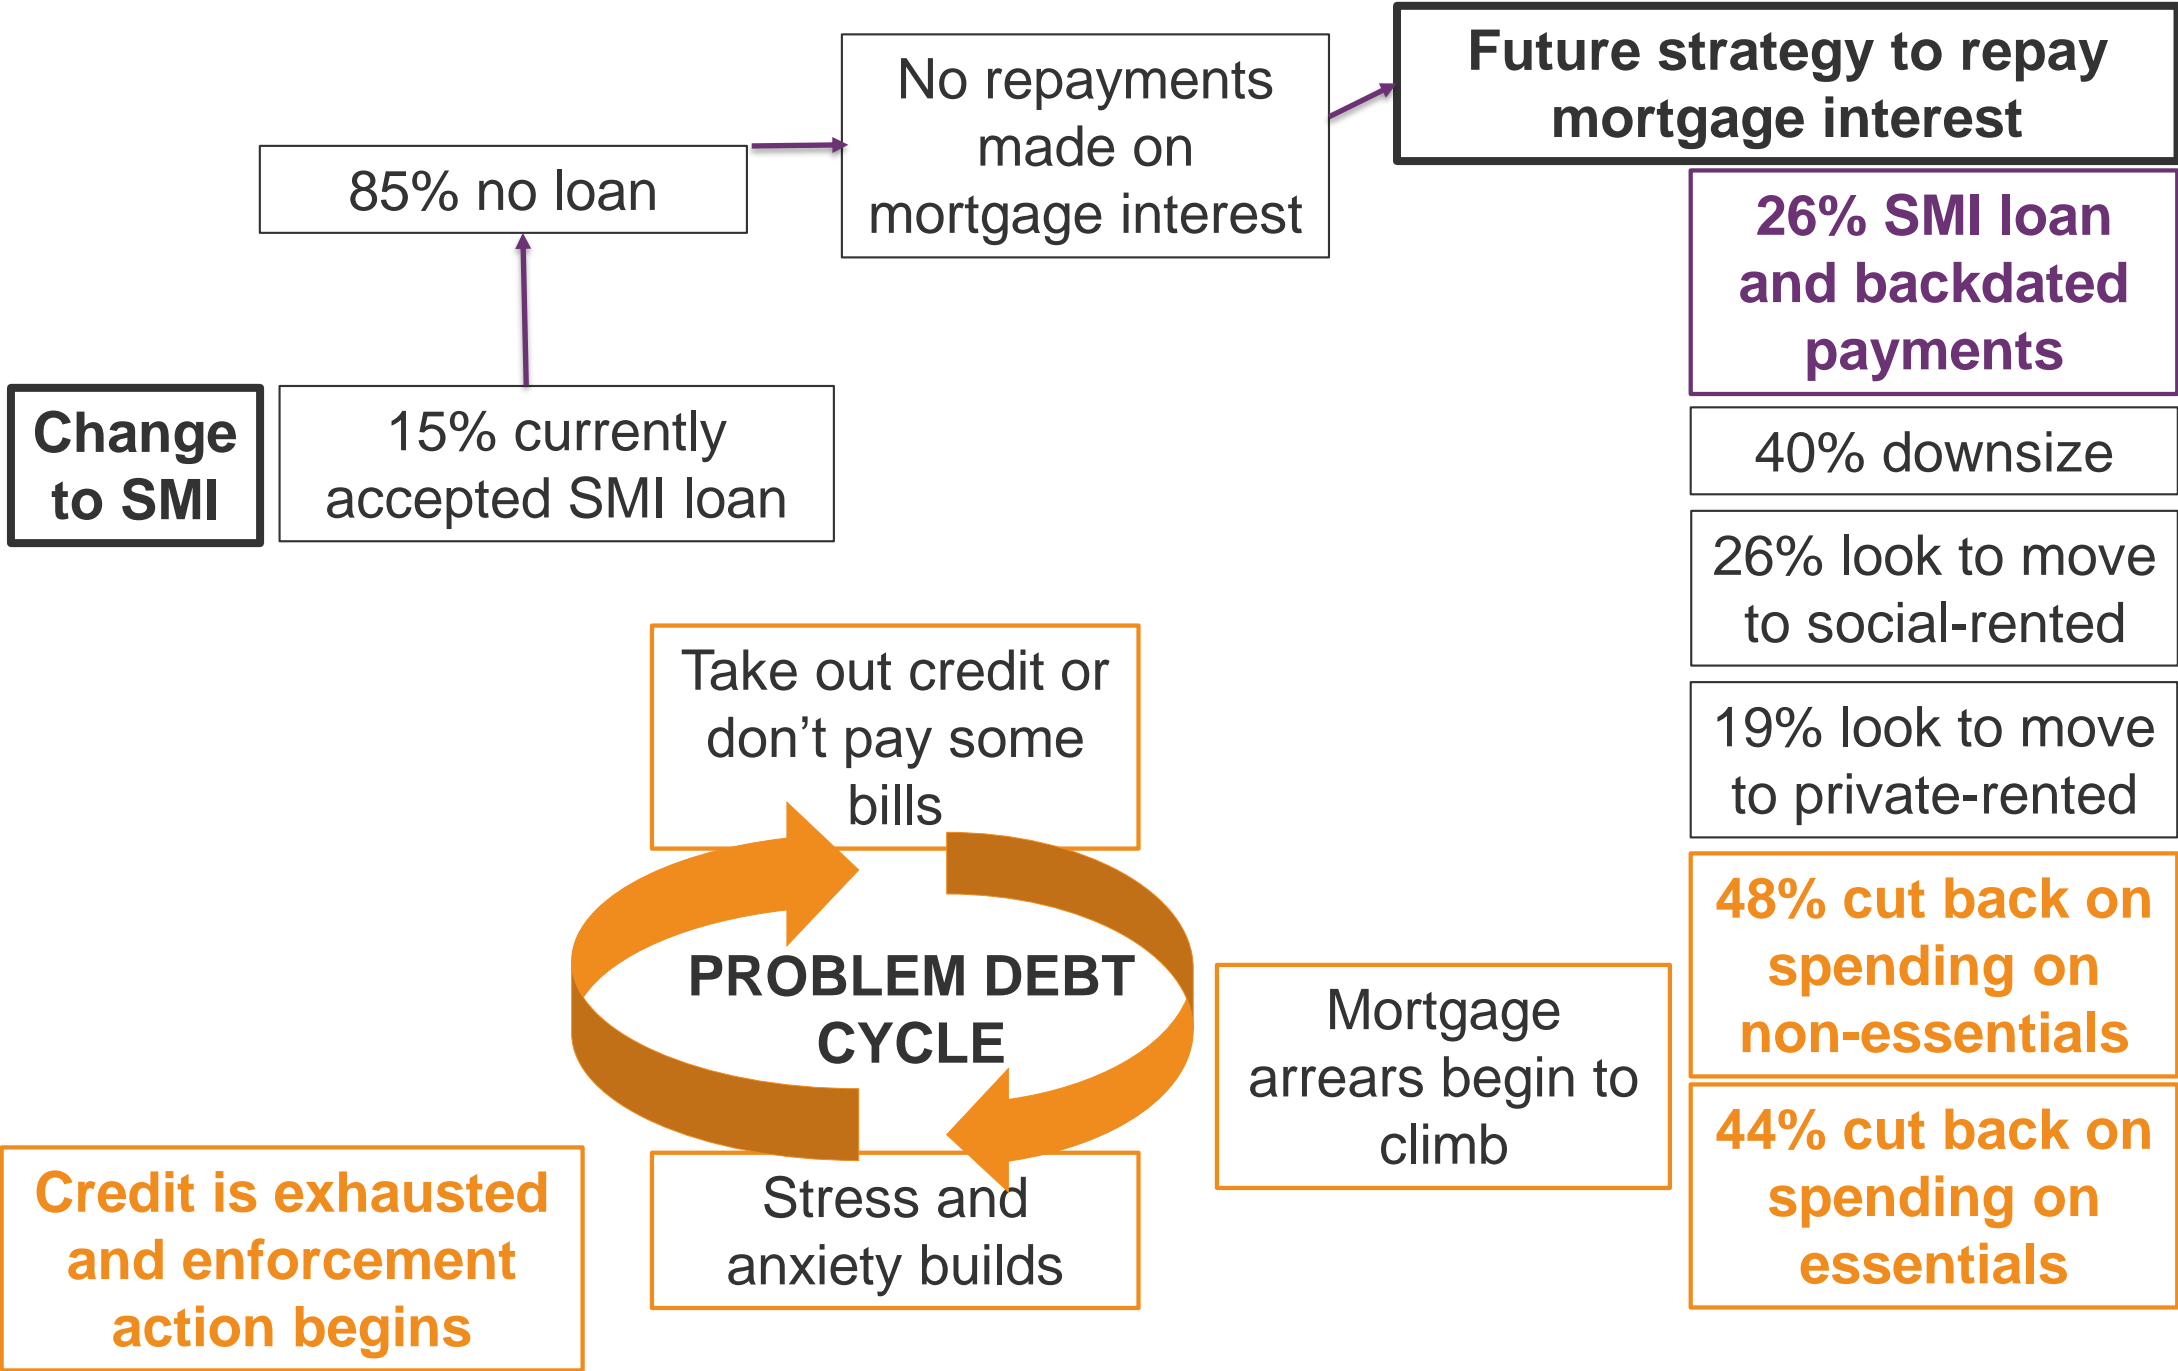 Future strategy to repay
mortgage interest
No repayments
made on
mortgage interest
85% no loan
26% SMI loan
and backdated
payments
Change
to SMI
15% currently
accepted SMI loan
40% downsize
26% look to move
to social-rented
19% look to move
to private-rented
Take out credit or
don’t pay some
bills
48% cut back on
spending on
non-essentials
PROBLEM DEBT
CYCLE
Mortgage
arrears begin to
climb
44% cut back on
spending on
essentials
Stress and
anxiety builds
Credit is exhausted
and enforcement
action begins